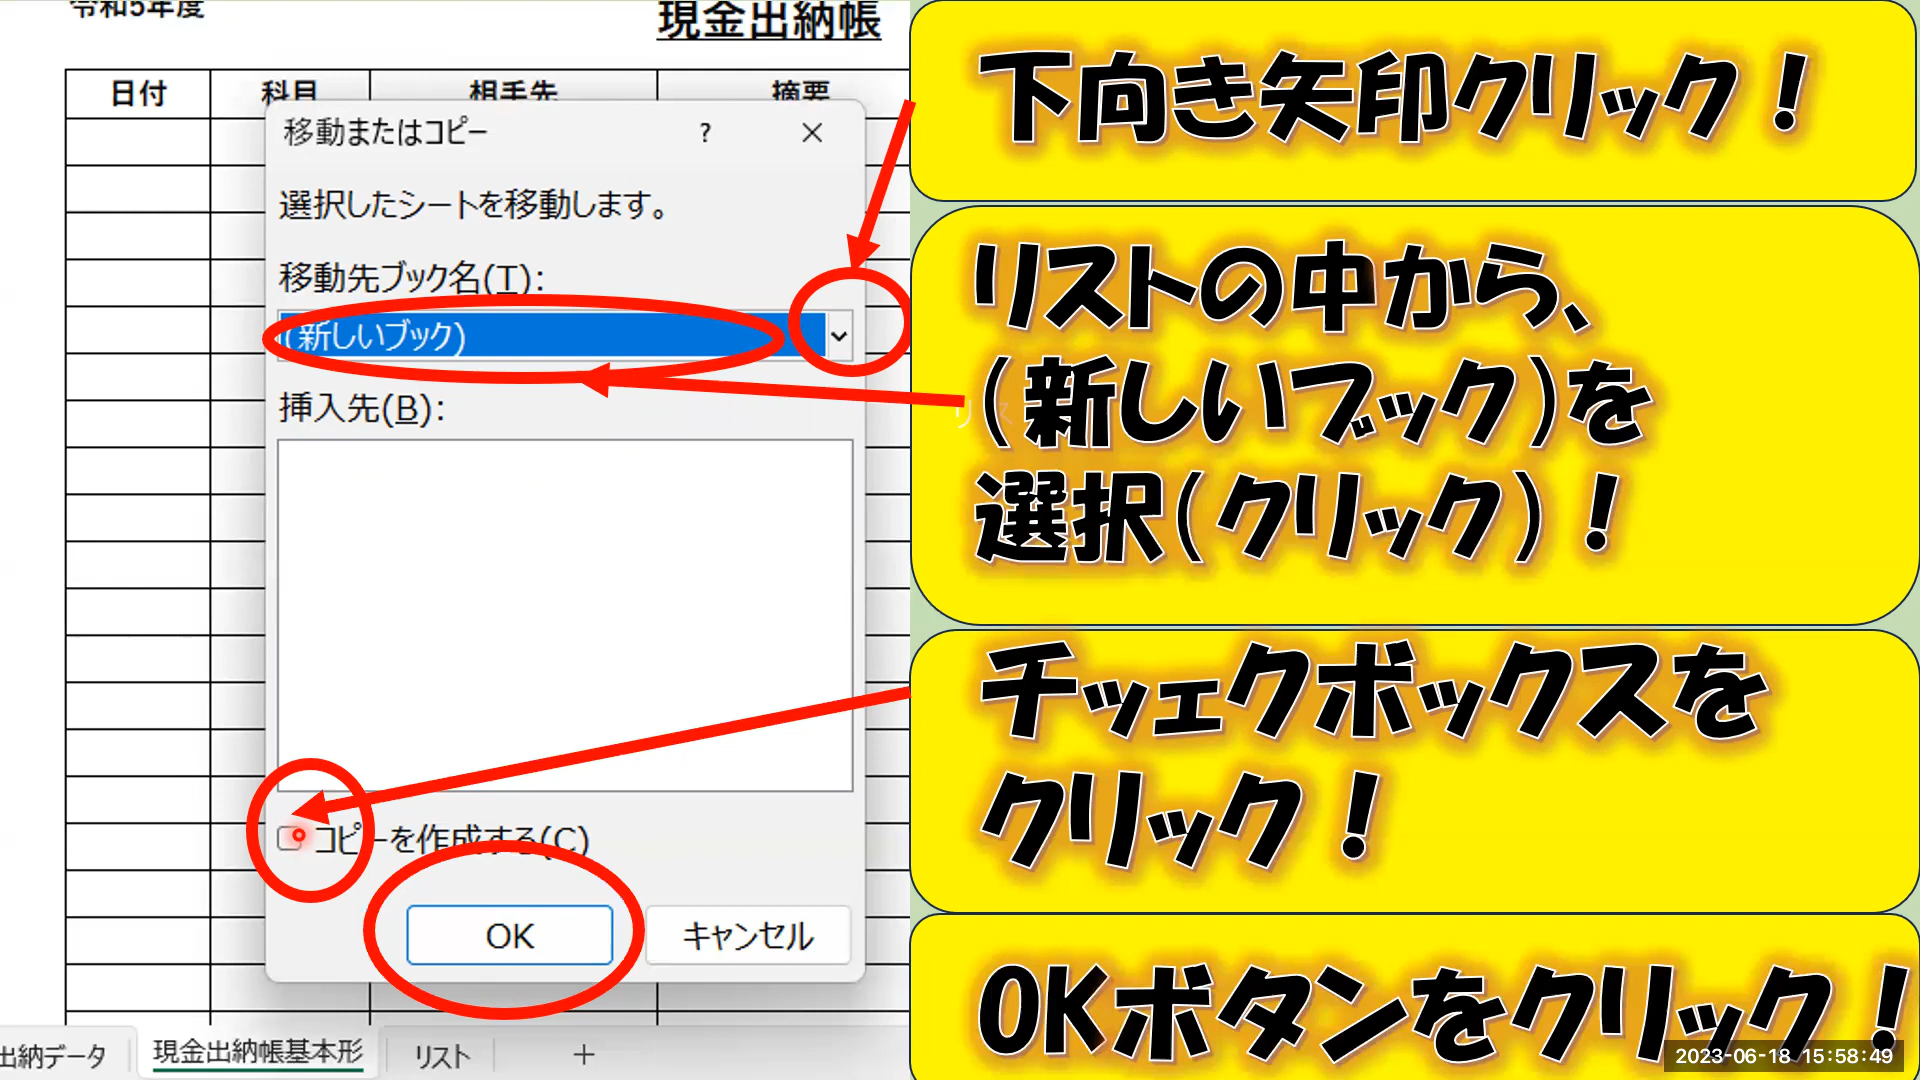 令和5年度
現金出納帳
日付 科目 相手先 摘要
移動またはコピー ? ×
選択したシートを移動します。
移動先ブック名(T):
(新しいブック)
挿入先(B):
コピーを作成する(C)
OK キャンセル
出納データ 現金出納帳基本形 リスト +
下向き矢印クリック！
リストの中から、
(新しいブック)を
選択(クリック)！
チェックボックスを
クリック！
OKボタンをクリック！
2023-06-18 15:58:49